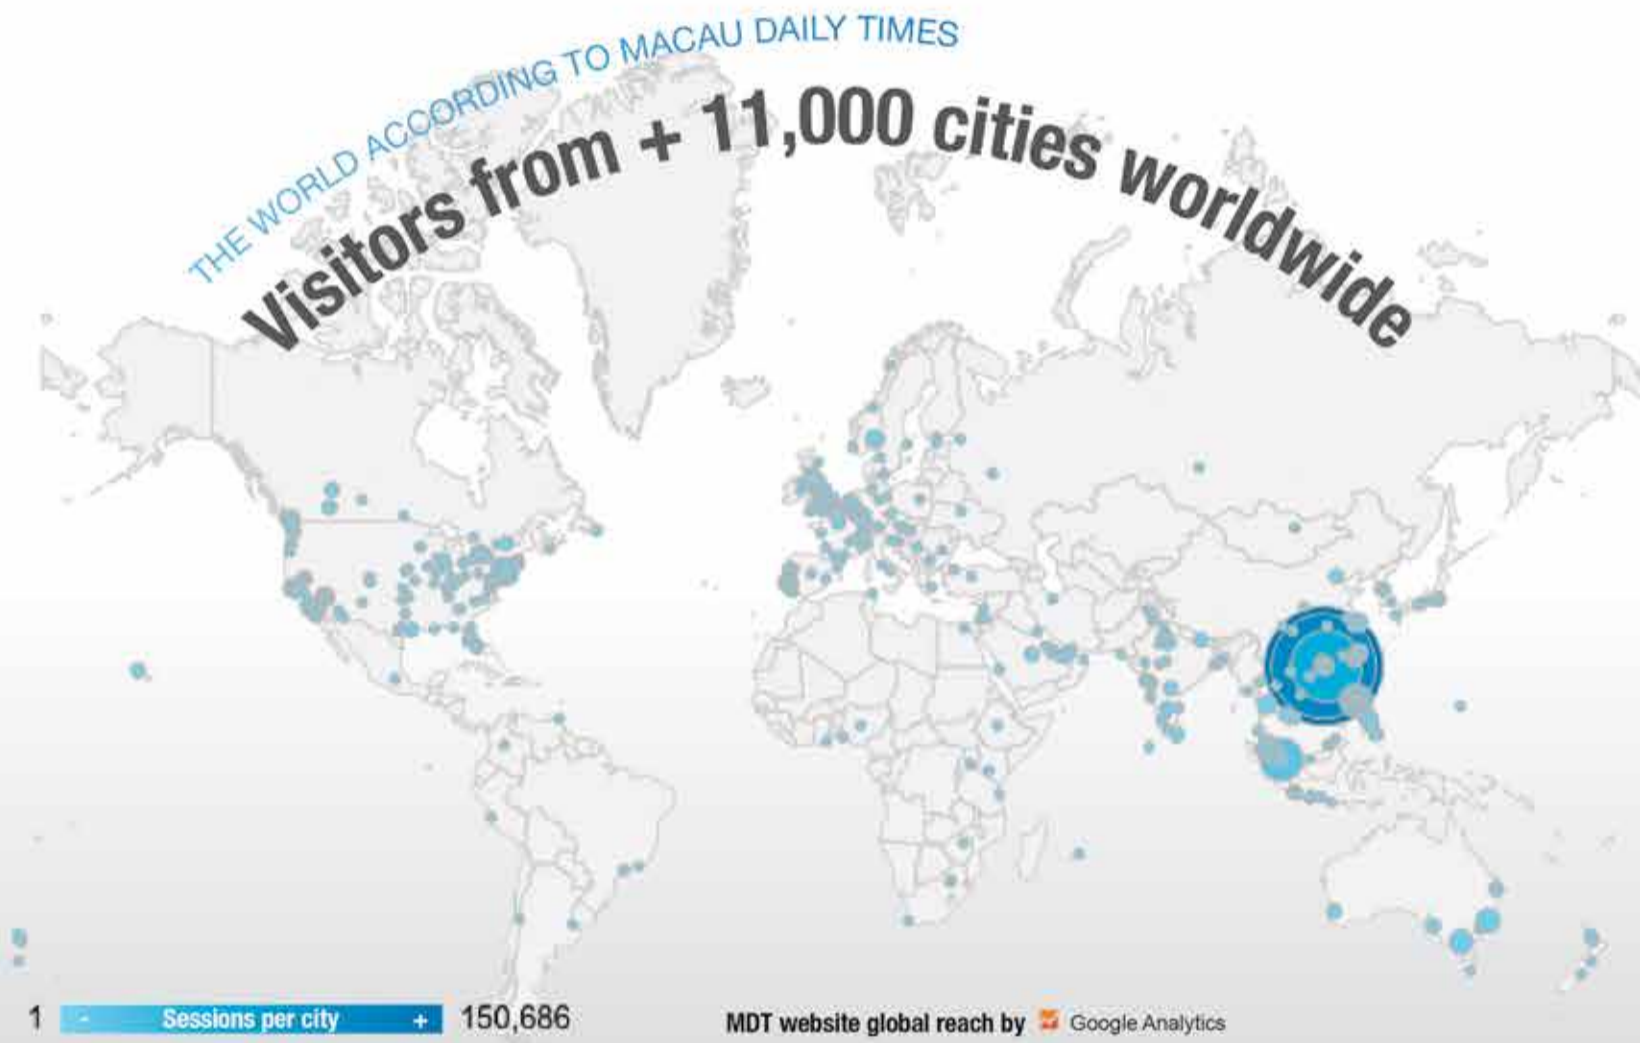 THE WORLD ACCORDING TO MACAU DAILY TIMES
Visitors from + 11,000 cities worldwide
1 - Sessions per city + 150,686
MDT website global reach by Google Analytics